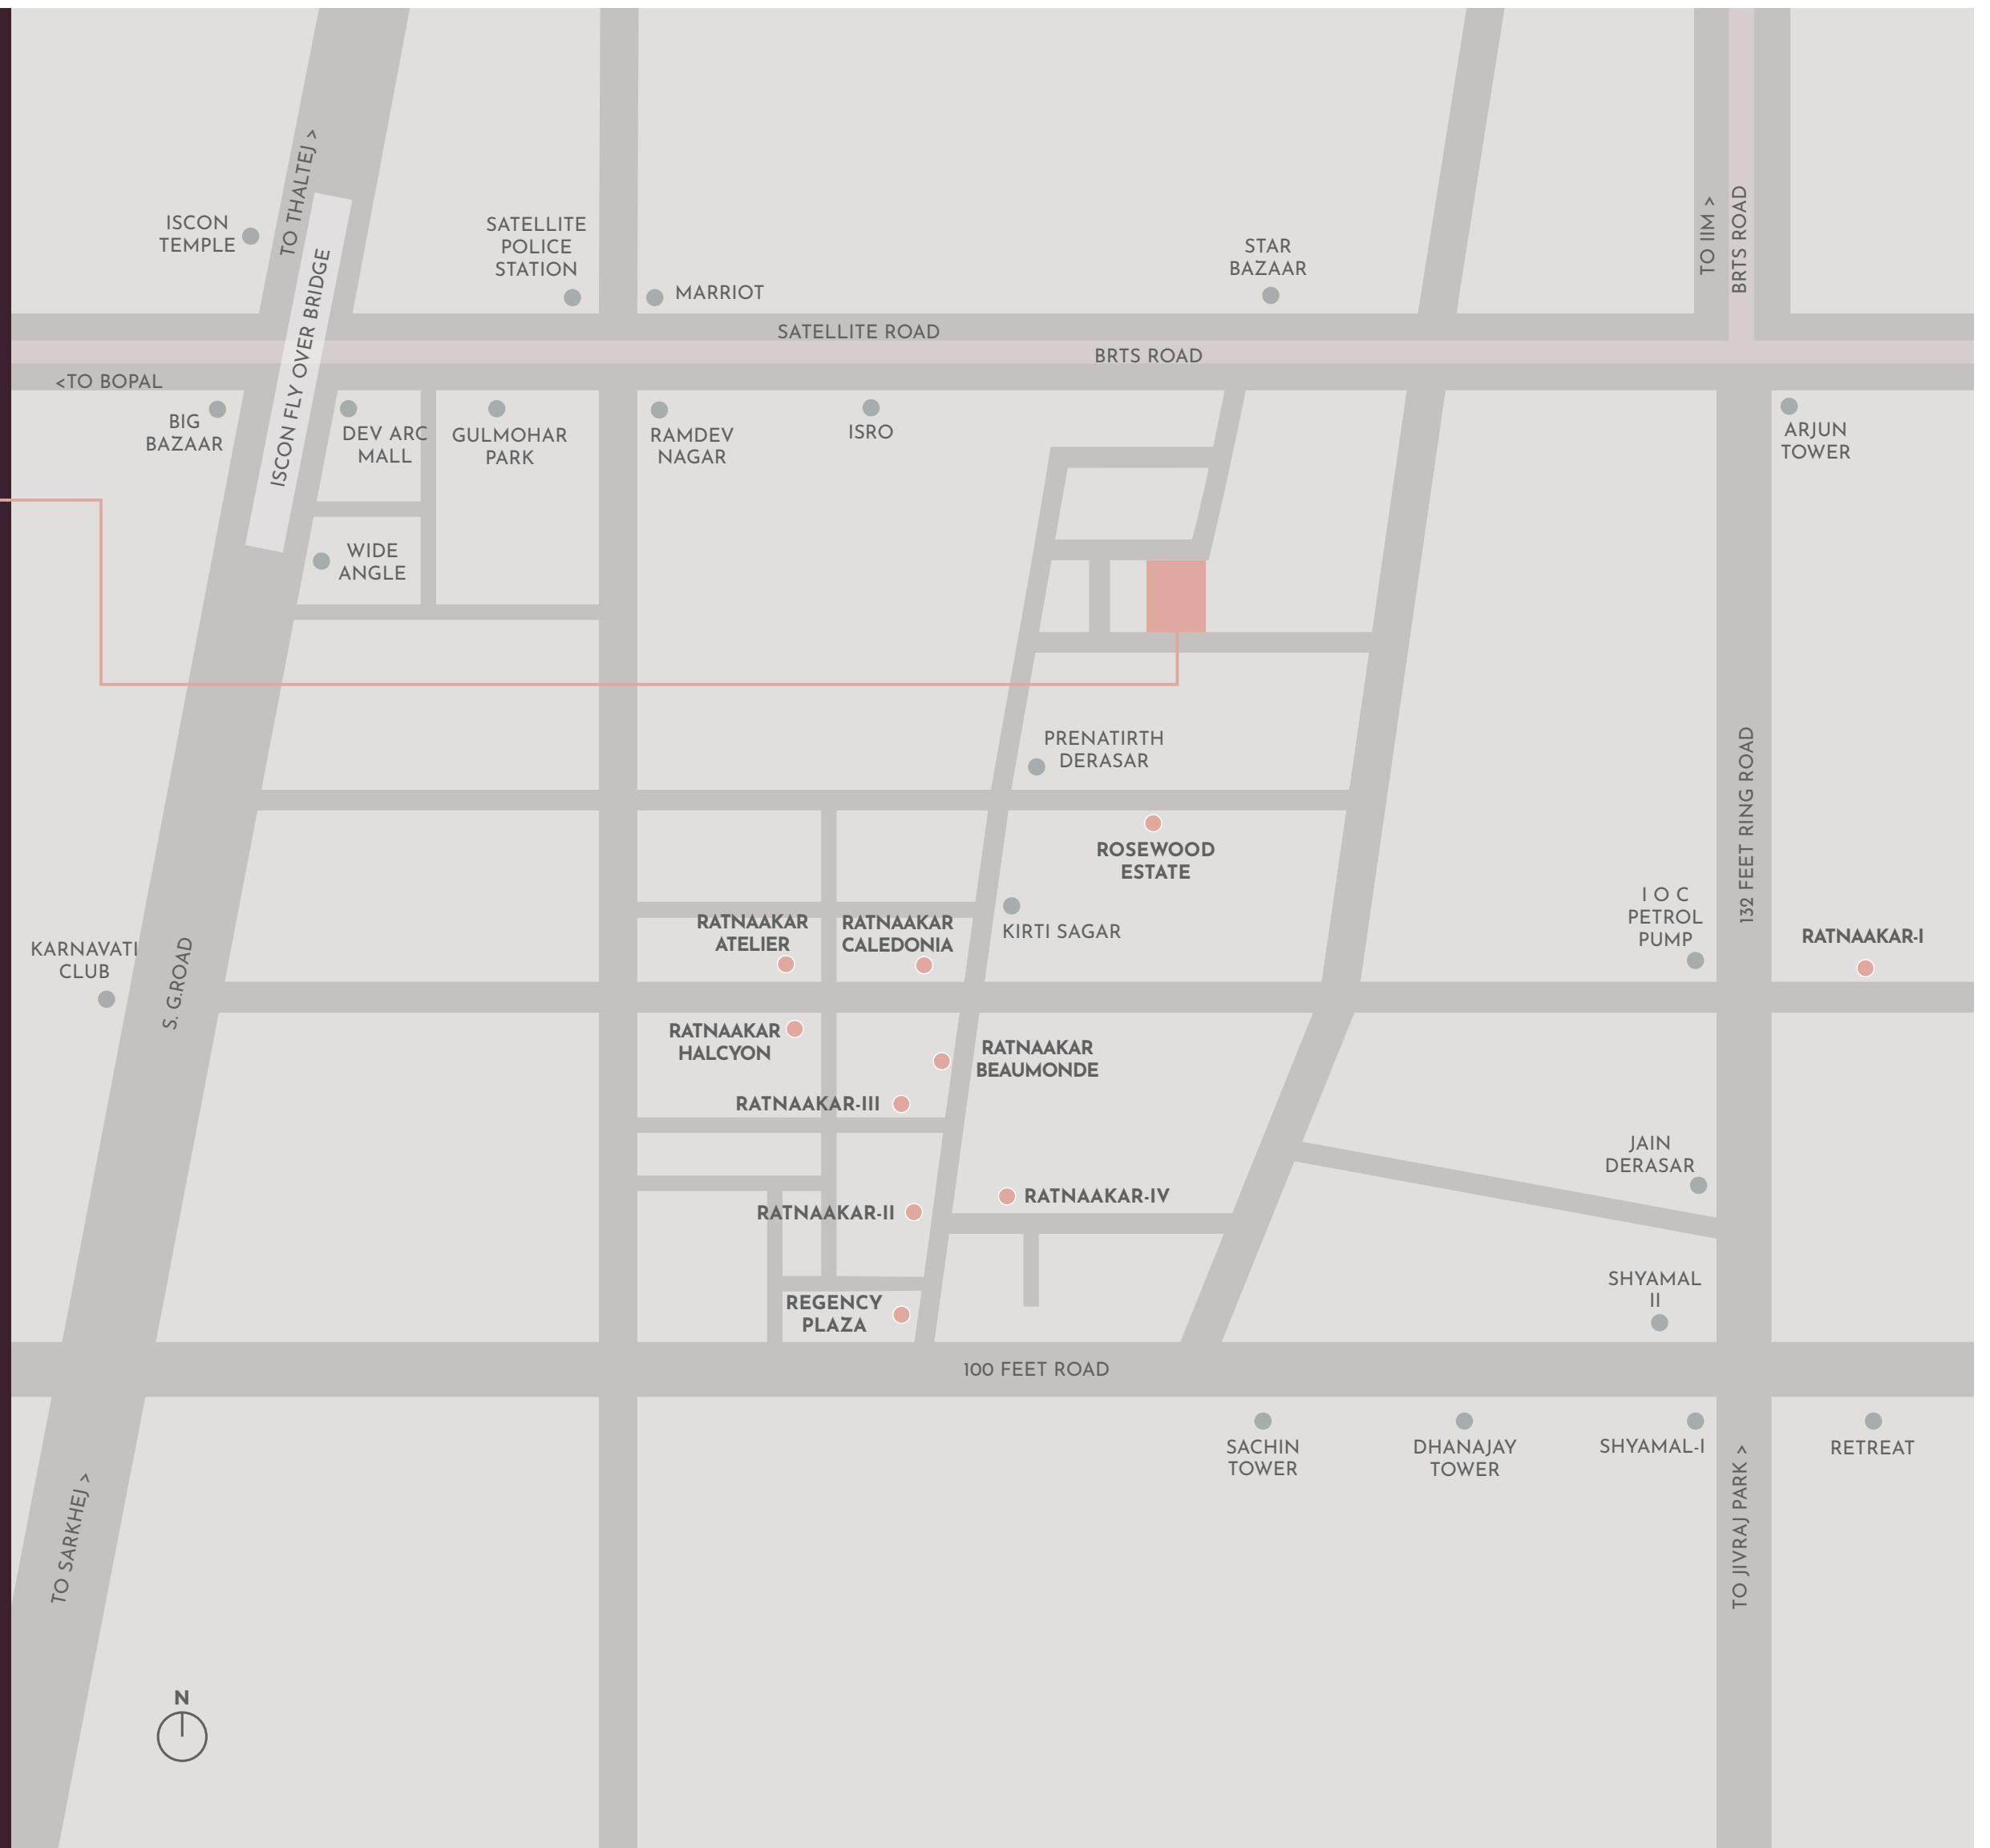 TO THALTEJ >
ISCON
TEMPLE
SATELLITE
POLICE
STATION
MARRIOT
STAR
BAZAAR
TO IIM >
BRTS ROAD
SATELLITE ROAD
BRTS ROAD
<TO BOPAL
ISCON FLY OVER BRIDGE
BIG
BAZAAR
DEV ARC
MALL
GULMOHAR
PARK
RAMDEV
NAGAR
ISRO
ARJUN
TOWER
WIDE
ANGLE
PRENATIRTH
DERASAR
132 FEET RING ROAD
ROSEWOOD
ESTATE
KIRTI SAGAR
RATNAAKAR
ATELIER
RATNAAKAR
CALEDONIA
I O C
PETROL
PUMP
RATNAAKAR-I
KARNAVATI
CLUB
S. G.ROAD
RATNAAKAR
HALCYON
RATNAAKAR
BEAUMONDE
RATNAAKAR-III
JAIN
DERASAR
RATNAAKAR-IV
RATNAAKAR-II
SHYAMAL
II
REGENCY
PLAZA
100 FEET ROAD
SACHIN
TOWER
DHANAJAY
TOWER
SHYAMAL-I
RETREAT
TO SARKHEJ >
TO JIVRAJ PARK >
N